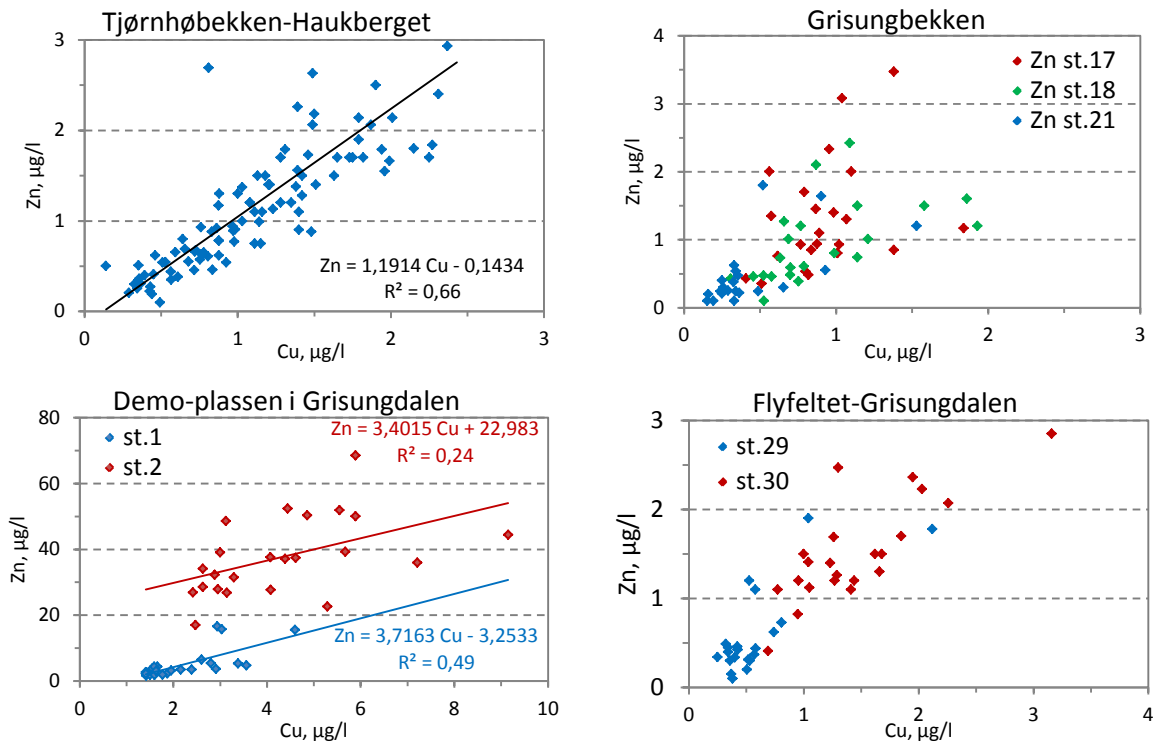 Tjørnhøbekken-Haukberget
3
2
1
0
Zn, µg/l
Zn = 1,1914 Cu - 0,1434
R² = 0,66
0 1 2 3
Cu, µg/l
Grisungbekken
4
3
2
1
0
Zn, µg/l
Zn st.17
Zn st.18
Zn st.21
0 1 2 3
Cu, µg/l
Demo-plassen i Grisungdalen
80
60
40
20
0
Zn, µg/l
st.1
st.2
Zn = 3,4015 Cu + 22,983
R² = 0,24
Zn = 3,7163 Cu - 3,2533
R² = 0,49
0 2 4 6 8 10
Cu, µg/l
Flyfeltet-Grisungdalen
3
2
1
0
Zn, µg/l
st.29
st.30
0 1 2 3 4
Cu, µg/l